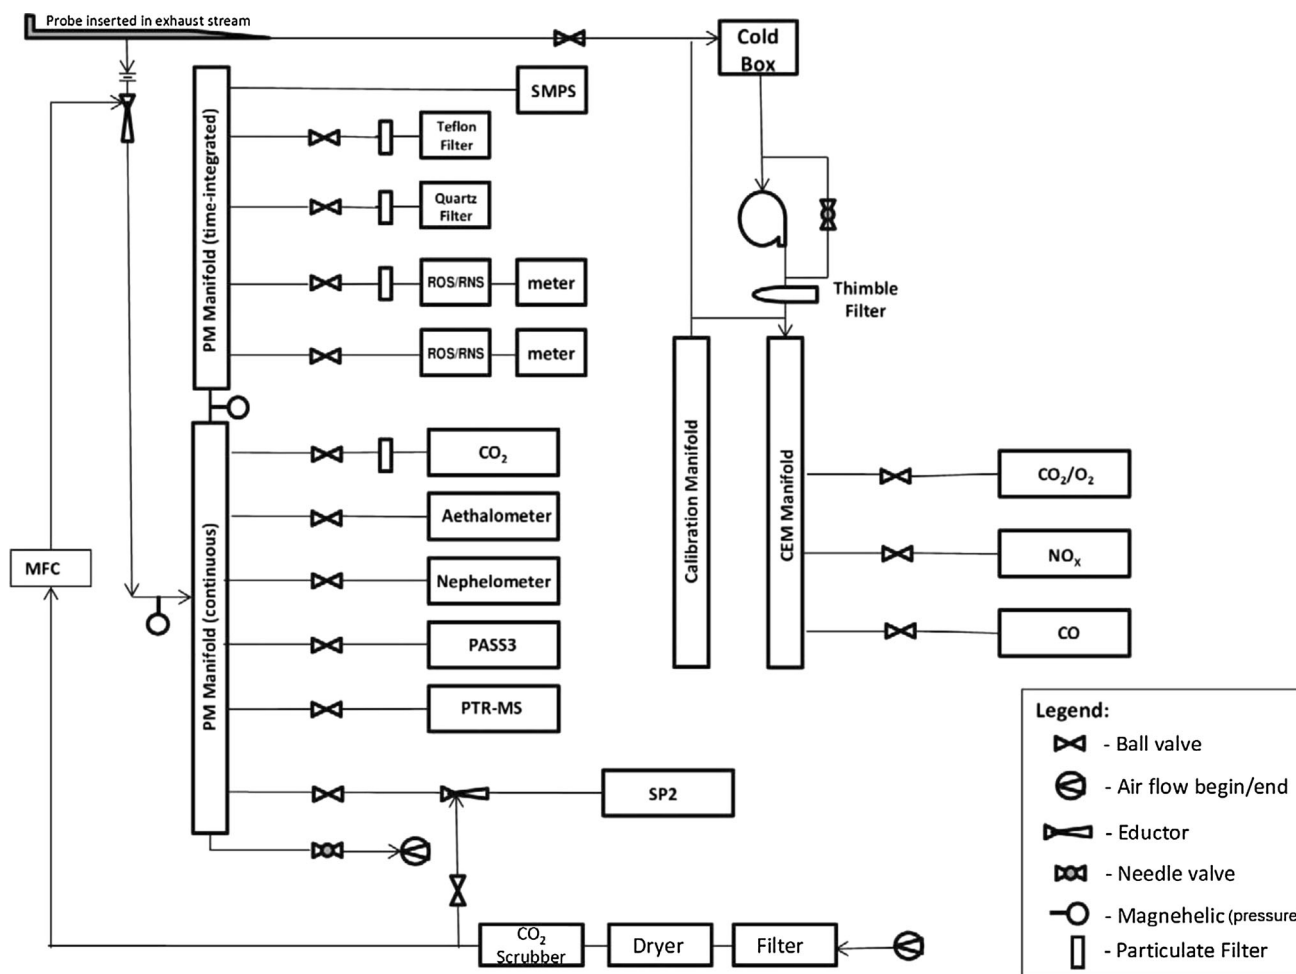 Probe inserted in exhaust stream
Cold
Box
SMPS
Teflon
Filter
Quartz
Filter
ROS/RNS
meter
ROS/RNS
meter
PM Manifold (time-integrated)
Thimble
Filter
CO2
Aethalometer
Nephelometer
PASS3
PTR-MS
SP2
PM Manifold (continuous)
MFC
Calibration Manifold
CEM Manifold
CO2/O2
NOX
CO
CO2
Scrubber
Dryer
Filter
Legend:
- Ball valve
- Air flow begin/end
- Eductor
- Needle valve
- Magnehelic (pressure
- Particulate Filter